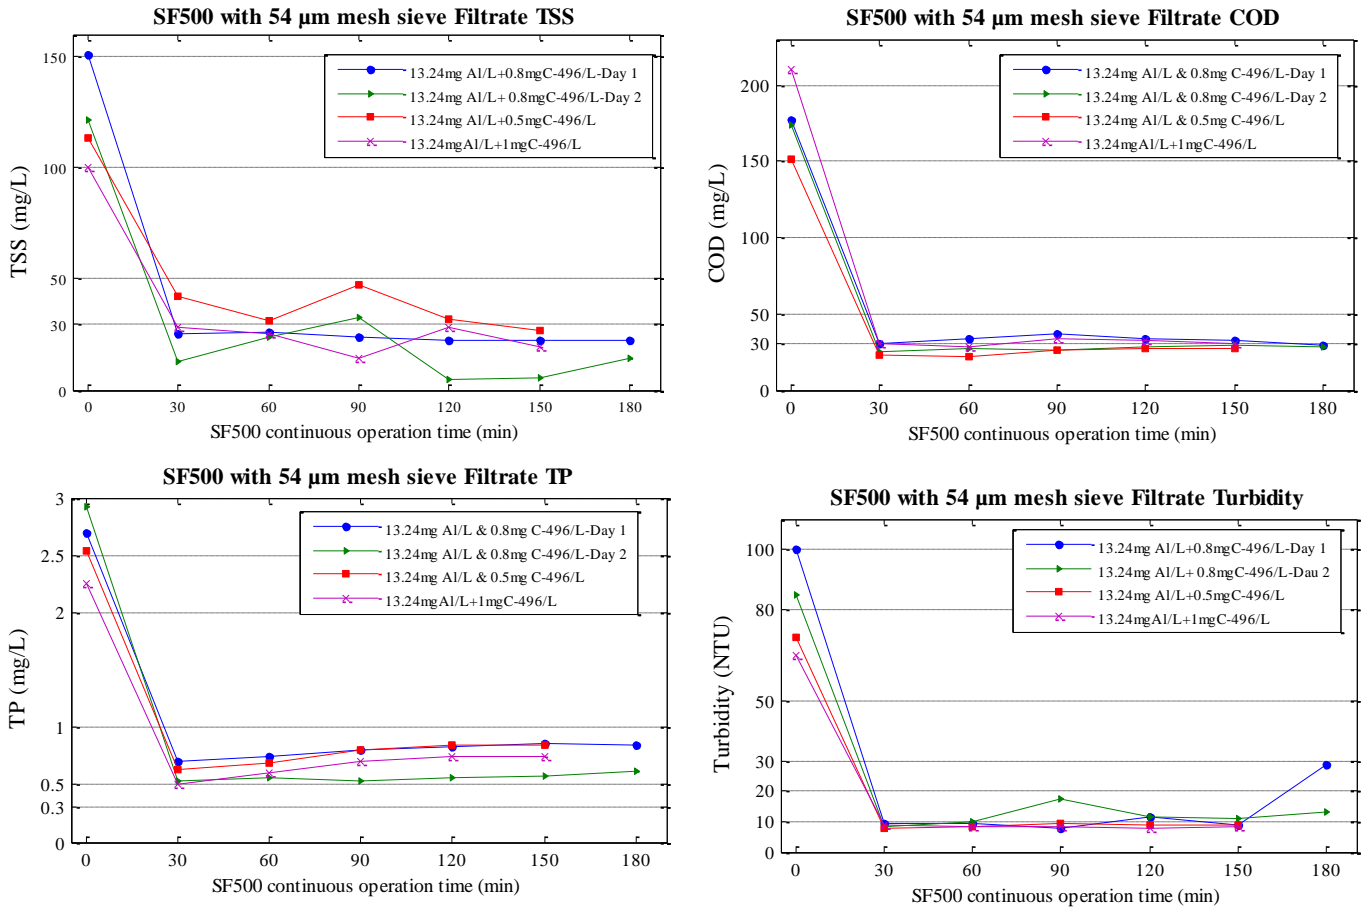 SF500 with 54 µm mesh sieve Filtrate TSS
150
100
50
30
0
TSS (mg/L)
13.24mg Al/L+0.8mgC-496/L-Day 1
13.24mg Al/L+ 0.8mgC-496/L-Day 2
13.24mg Al/L+0.5mgC-496/L
13.24mgAl/L+1mgC-496/L
0 30 60 90 120 150 180
SF500 continuous operation time (min)
SF500 with 54 µm mesh sieve Filtrate COD
200
150
100
50
30
0
COD (mg/L)
13.24mg Al/L & 0.8mgC-496/L-Day 1
13.24mg Al/L & 0.8mgC-496/L-Day 2
13.24mg Al/L & 0.5mgC-496/L
13.24mgAl/L+1mgC-496/L
0 30 60 90 120 150 180
SF500 continuous operation time (min)
SF500 with 54 µm mesh sieve Filtrate TP
3
2.5
2
1
0.5
0.3
0
TP (mg/L)
13.24mg Al/L & 0.8mg C-496/L-Day 1
13.24mg Al/L & 0.8mg C-496/L-Day 2
13.24mg Al/L & 0.5mg C-496/L
13.24mgAl/L+1mgC-496/L
0 30 60 90 120 150 180
SF500 continuous operation time (min)
SF500 with 54 µm mesh sieve Filtrate Turbidity
100
80
50
30
20
10
0
Turbidity (NTU)
13.24mg Al/L+0.8mgC-496/L-Day 1
13.24mg Al/L+ 0.8mgC-496/L-Dau 2
13.24mg Al/L+0.5mgC-496/L
13.24mgAl/L+1mgC-496/L
0 30 60 90 120 150 180
SF500 continuous operation time (min)